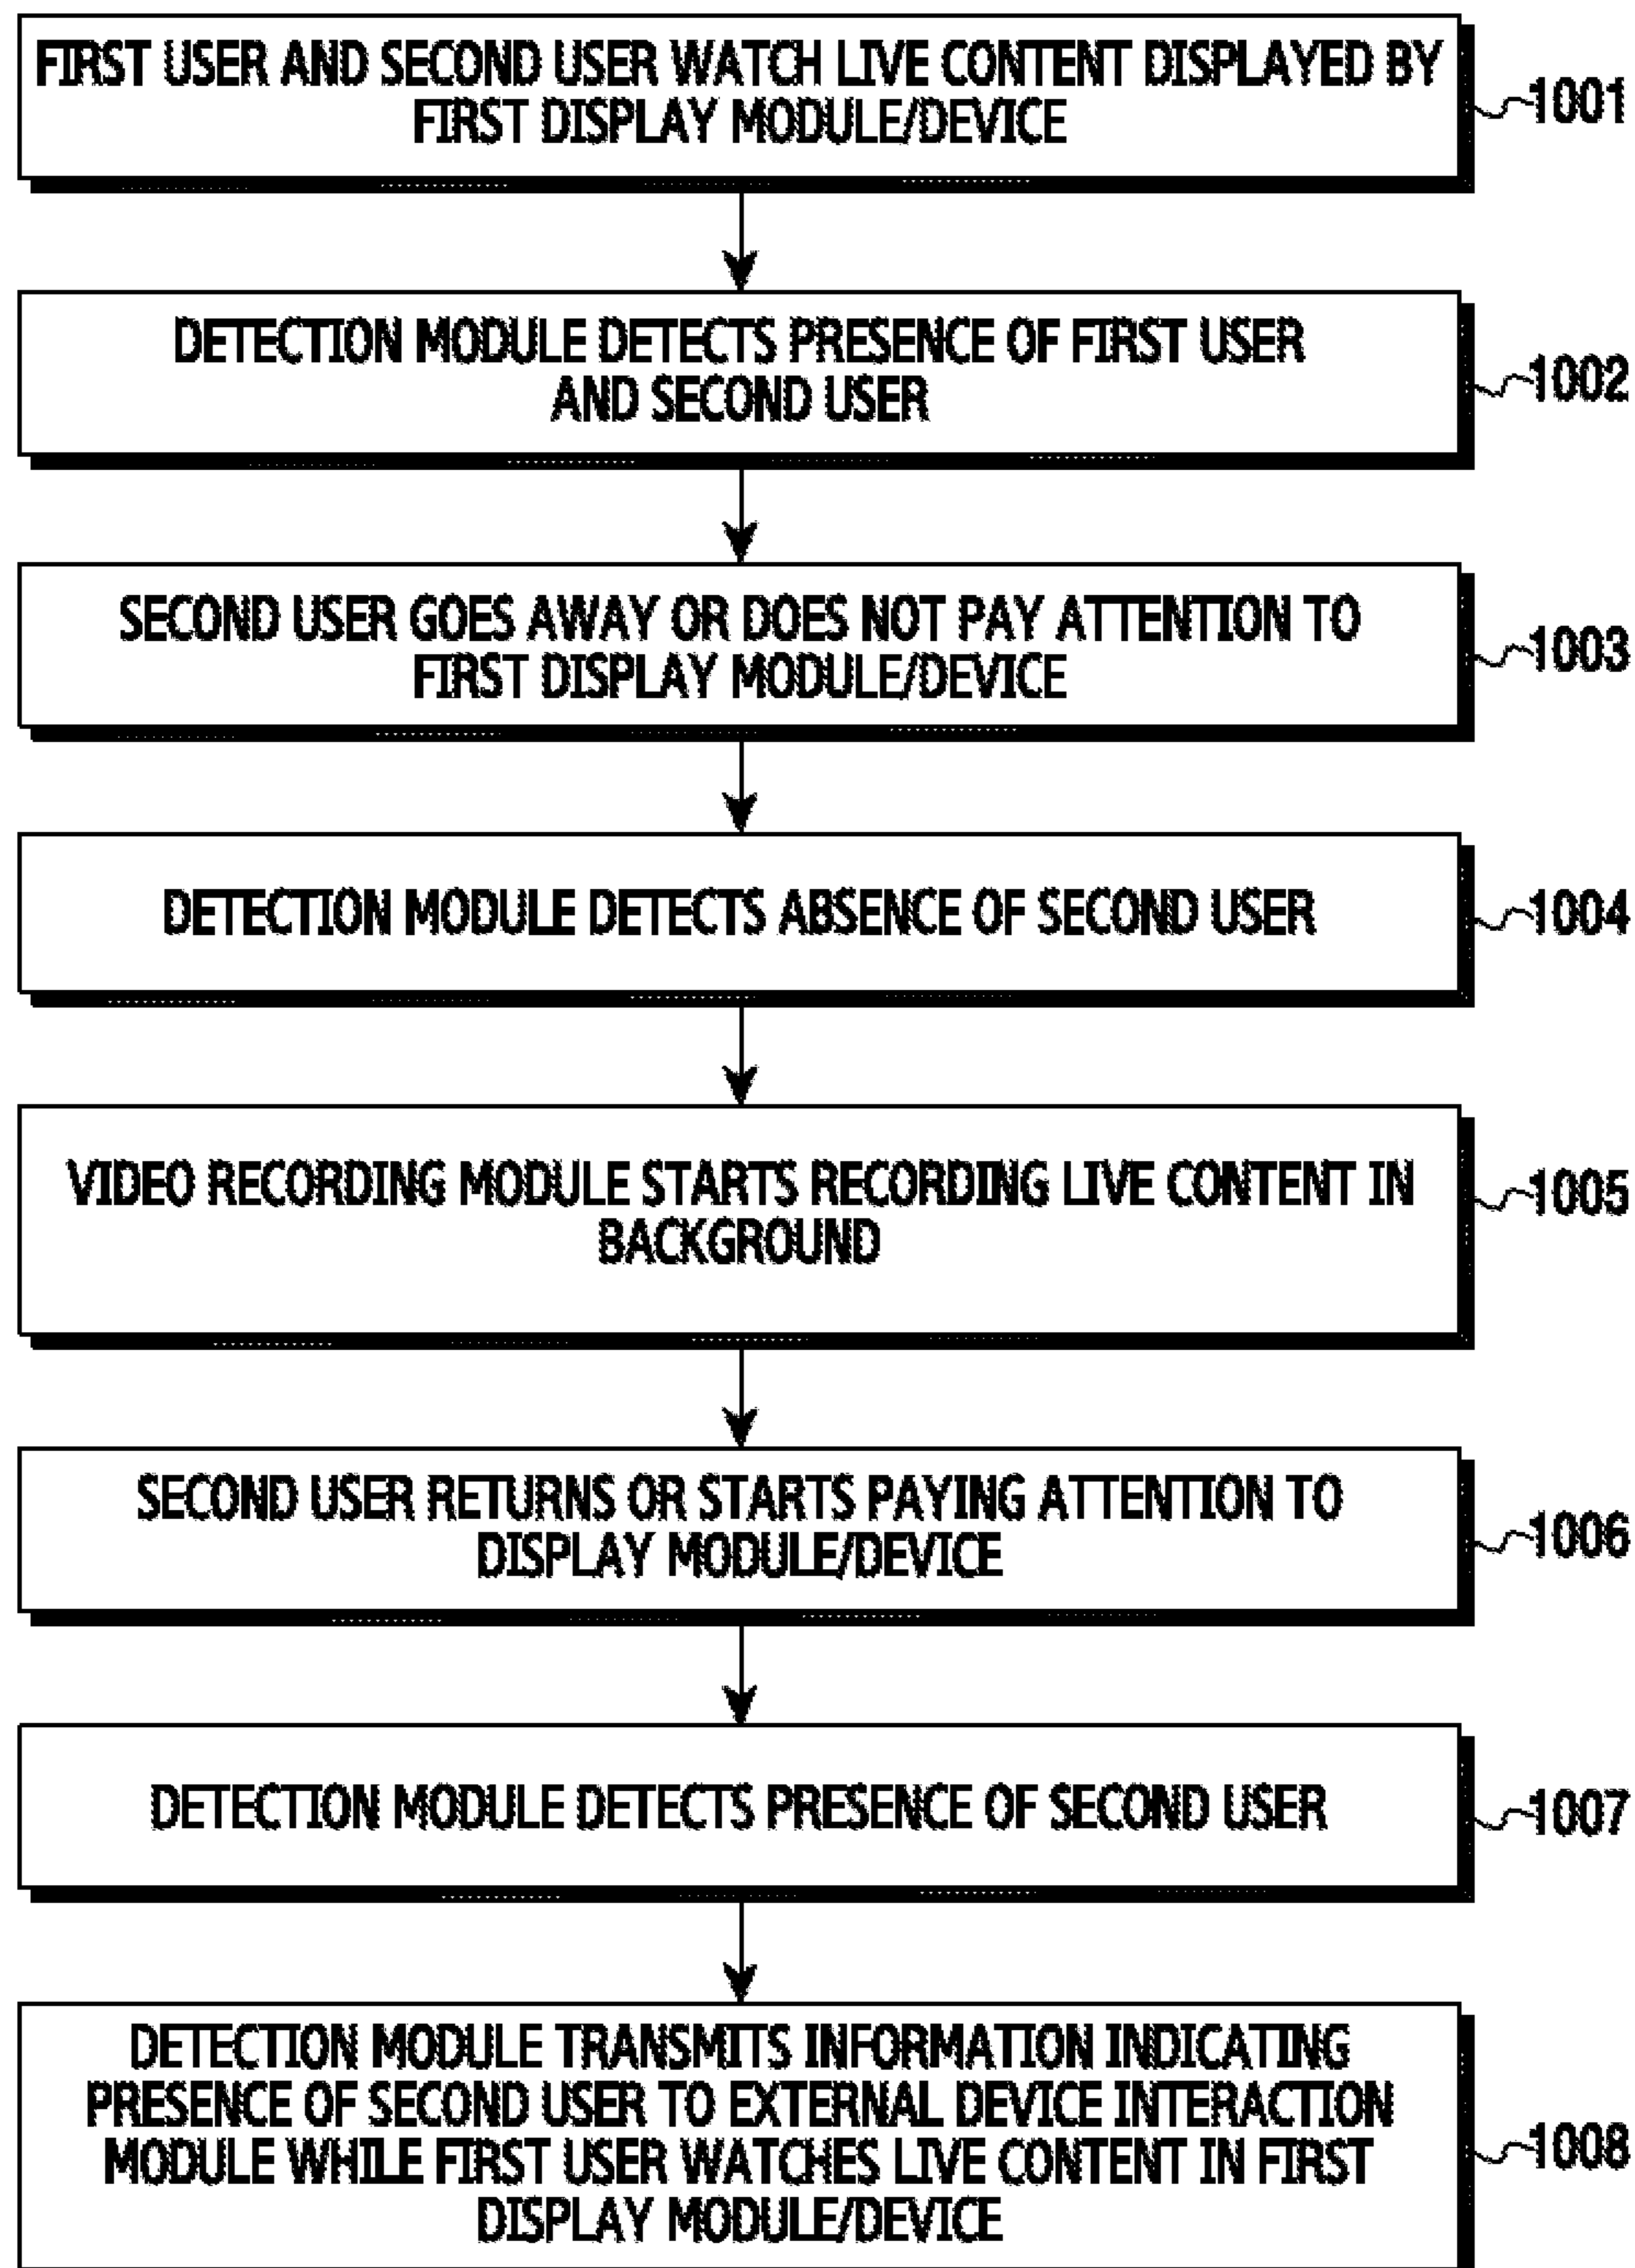 FIRST USER AND SECOND USER WATCH LIVE CONTENT DISPLAYED BY
FIRST DISPLAY MODULE/DEVICE
1001
DETECTION MODULE DETECTS PRESENCE OF FIRST USER
AND SECOND USER
1002
SECOND USER GOES AWAY OR DOES NOT PAY ATTENTION TO
FIRST DISPLAY MODULE/DEVICE
1003
DETECTION MODULE DETECTS ABSENCE OF SECOND USER
1004
VIDEO RECORDING MODULE STARTS RECORDING LIVE CONTENT IN
BACKGROUND
1005
SECOND USER RETURNS OR STARTS PAYING ATTENTION TO
DISPLAY MODULE/DEVICE
1006
DETECTION MODULE DETECTS PRESENCE OF SECOND USER
1007
DETECTION MODULE TRANSMITS INFORMATION INDICATING
PRESENCE OF SECOND USER TO EXTERNAL DEVICE INTERACTION
MODULE WHILE FIRST USER WATCHES LIVE CONTENT IN FIRST
DISPLAY MODULE/DEVICE
1008